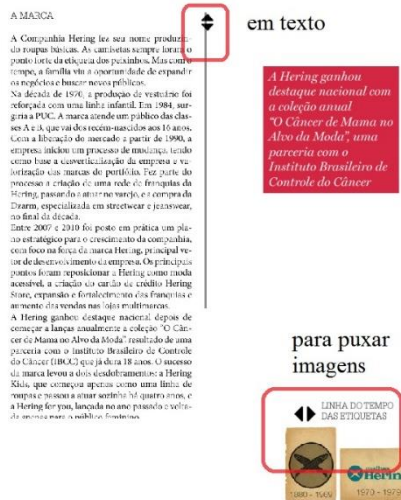 A MARCA
A Companhia Hering fez seu nome produzin-
do roupas básicas. As camisetas sempre foram o
ponto forte da etiqueta dos peixinhos. Mas com o
tempo, a família viu a oportunidade de expandir
os negócios e buscar novos públicos.
Na década de 1970, a produção de vestuário foi
reforçada com uma linha infantil. Em 1984, sur-
giria a PUC. A marca atende um público das clas-
ses A e B, que vai dos recém-nascidos aos 16 anos.
Com a liberação do mercado a partir de 1990, a
empresa iniciou um processo de mudança, tendo
como base a desverticalização da empresa e va-
lorização das marcas do portfólio. Fez parte do
processo a criação de uma rede de franquias da
Hering, passando a atuar no varejo, e a compra da
Dzarm, especializada em streetwear e jeanswear,
no final da década.
Entre 2007 e 2010 foi posto em prática um pla-
no estratégico para o crescimento da companhia,
com foco na força da marca Hering, principal ve-
tor de desenvolvimento da empresa. Os principais
pontos foram reposicionar a Hering como moda
acessível, a criação do cartão de crédito Hering
Store, expansão e fortalecimento das franquias e
aumento das vendas nas lojas multimarcas.
A Hering ganhou destaque nacional depois de
começar a lançar anualmente a coleção "O Cân-
cer de Mama no Alvo da Moda", resultado de uma
parceria com o Instituto Brasileiro de Controle
do Câncer (IBCC) que já dura 18 anos. O sucesso
da marca levou a dois desdobramentos: a Hering
Kids, que começou apenas como uma linha de
roupas e passou a atuar sozinha há quatro anos, e
a Hering for you, lançada no ano passado e volta-
da apenas para o público feminino.
em texto
A Hering ganhou
destaque nacional com
a coleção anual
"O Câncer de Mama no
Alvo da Moda", uma
parceria com o
Instituto Brasileiro de
Controle do Câncer
para puxar
imagens
LINHA DO TEMPO
DAS ETIQUETAS
1880 - 1969
Herin
1970 - 1979